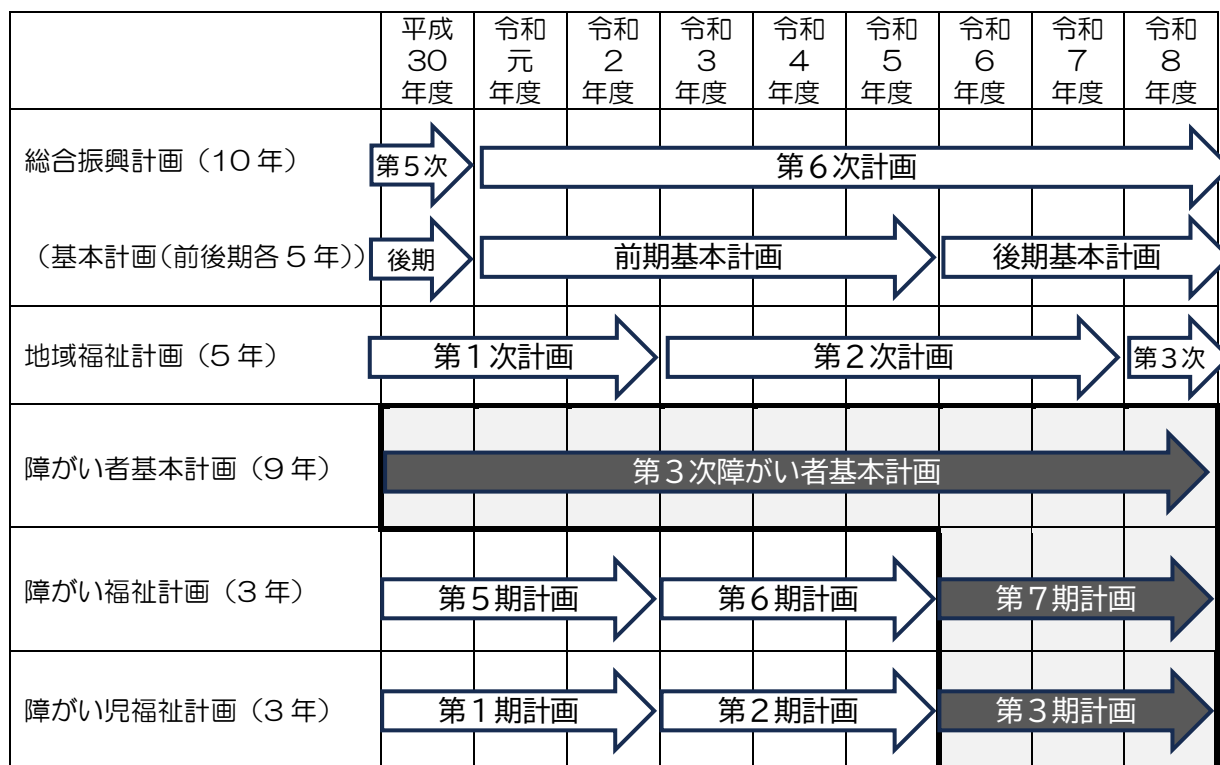 平成
30
年度
令和
元
年度
令和
2
年度
令和
3
年度
令和
4
年度
令和
5
年度
令和
6
年度
令和
7
年度
令和
8
年度
総合振興計画（10年）
第５次
第６次計画
（基本計画(前後期各５年)）
後期
前期基本計画
後期基本計画
地域福祉計画（5年）
第１次計画
第２次計画
第３次
障がい者基本計画（9年）
第３次障がい者基本計画
障がい福祉計画（3年）
第５期計画
第６期計画
第７期計画
障がい児福祉計画（3年）
第１期計画
第２期計画
第３期計画